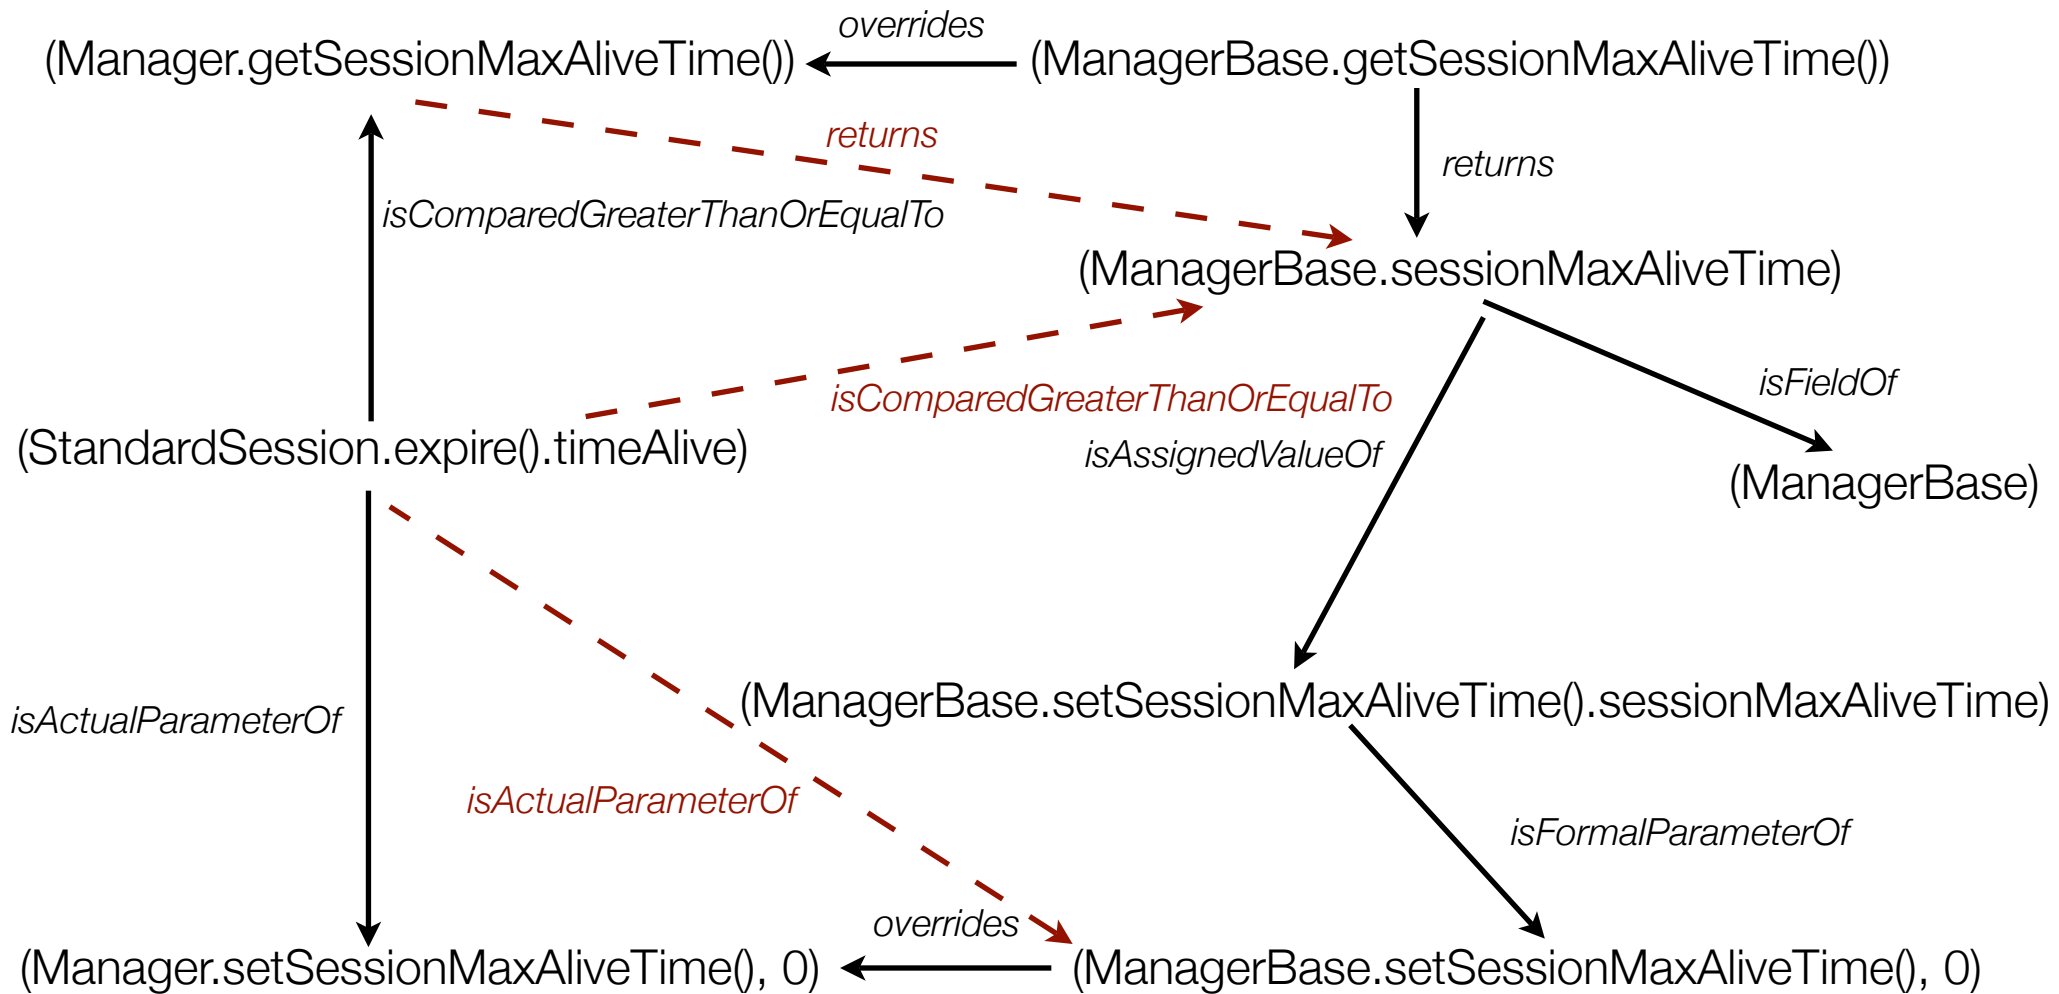 overrides
(Manager.getSessionMaxAliveTime())
(ManagerBase.getSessionMaxAliveTime())
returns
returns
isComparedGreaterThanOrEqualTo
(ManagerBase.sessionMaxAliveTime)
isFieldOf
isComparedGreaterThanOrEqualTo
(StandardSession.expire().timeAlive)
isAssignedValueOf
(ManagerBase)
(ManagerBase.setSessionMaxAliveTime().sessionMaxAliveTime)
isActualParameterOf
isActualParameterOf
isFormalParameterOf
overrides
(Manager.setSessionMaxAliveTime(), 0)
(ManagerBase.setSessionMaxAliveTime(), 0)